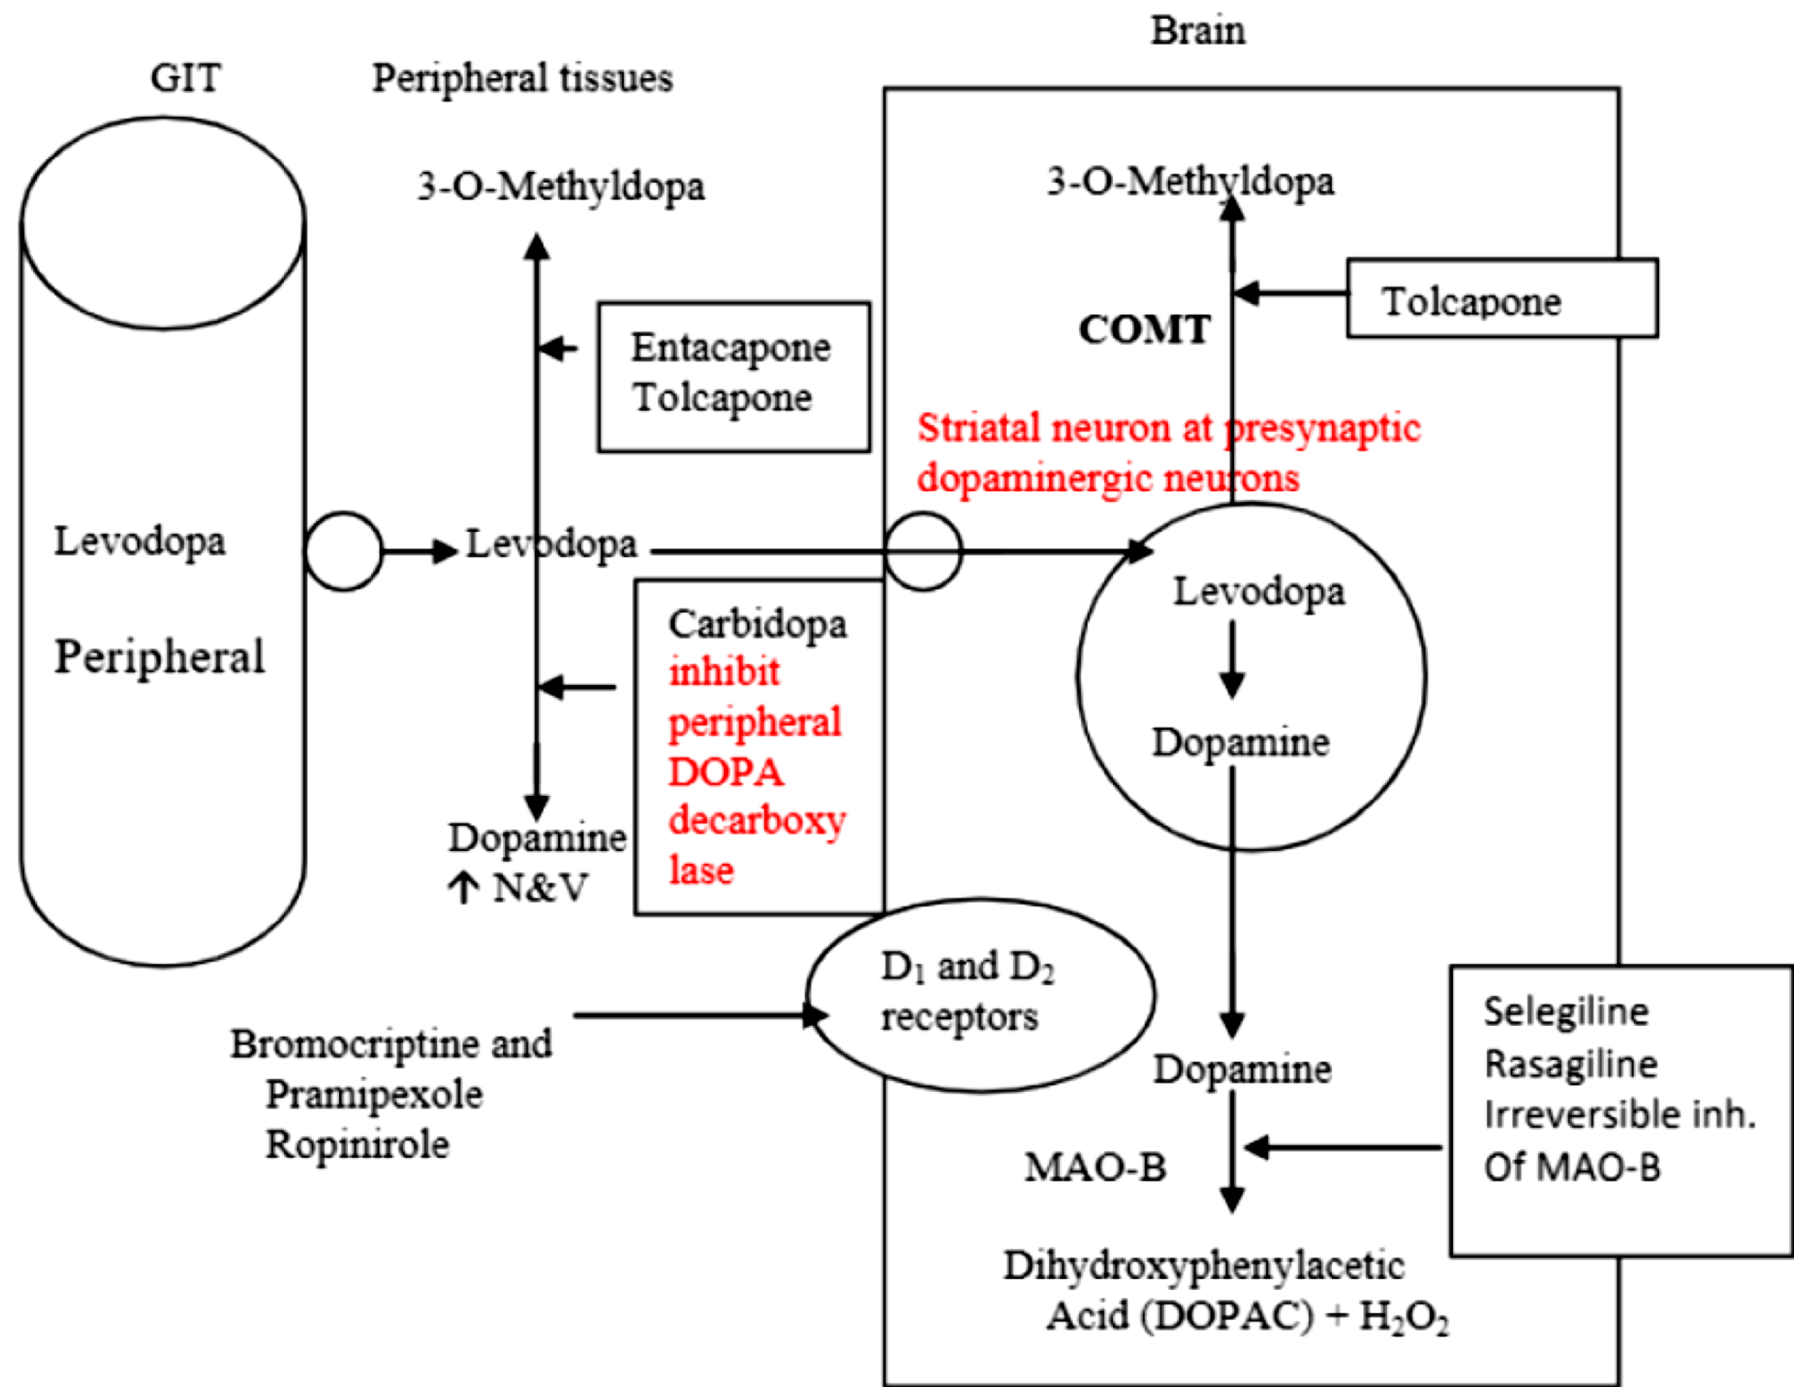 Brain
GIT
Peripheral tissues
3-O-Methyldopa
3-O-Methyldopa
Tolcapone
COMT
Entacapone
Tolcapone
Striatal neuron at presynaptic
dopaminergic neurons
Levodopa
Levodopa
Levodopa
Peripheral
Carbidopa
inhibit
peripheral
DOPA
decarboxy
lase
Dopamine
Dopamine
↑ N&V
D₁ and D₂
receptors
Bromocriptine and
Pramipexole
Ropinirole
Dopamine
MAO-B
Selegiline
Rasagiline
Irreversible inh.
Of MAO-B
Dihydroxyphenylacetic
Acid (DOPAC) + H₂O₂